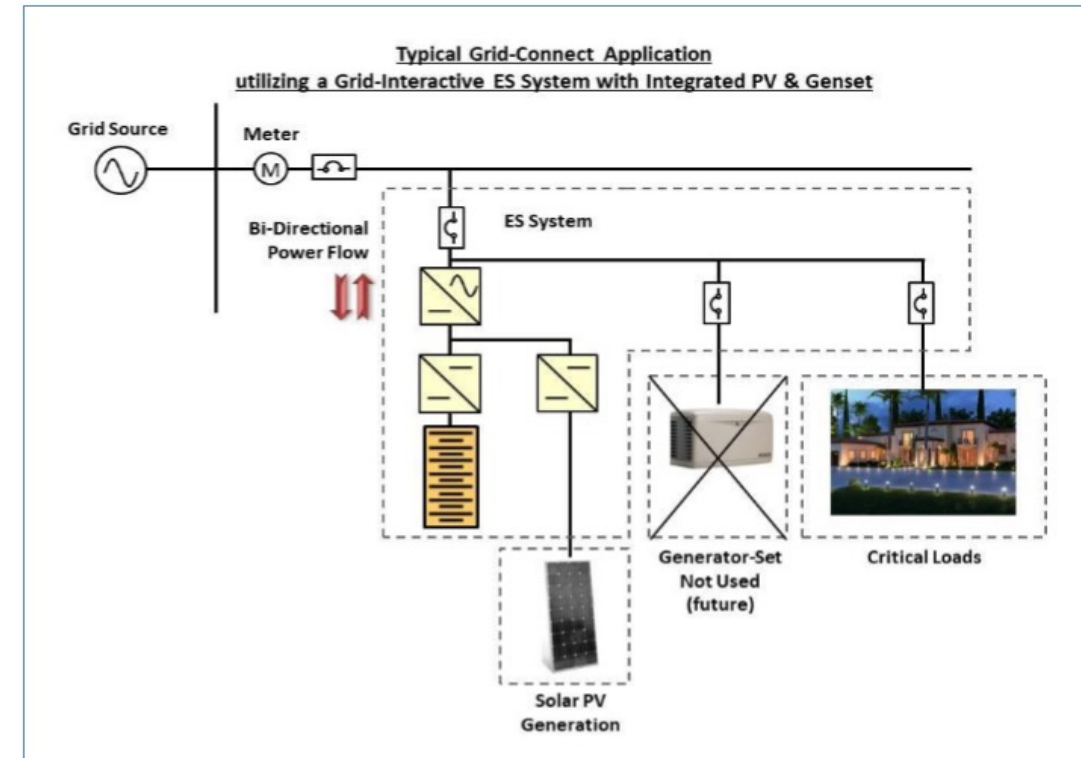 Typical Grid-Connect Application
utilizing a Grid-Interactive ES System with Integrated PV & Genset
Grid Source
Meter
M
Bi-Directional
Power Flow
ES System
Generator-Set
Not Used
(future)
Critical Loads
Solar PV
Generation